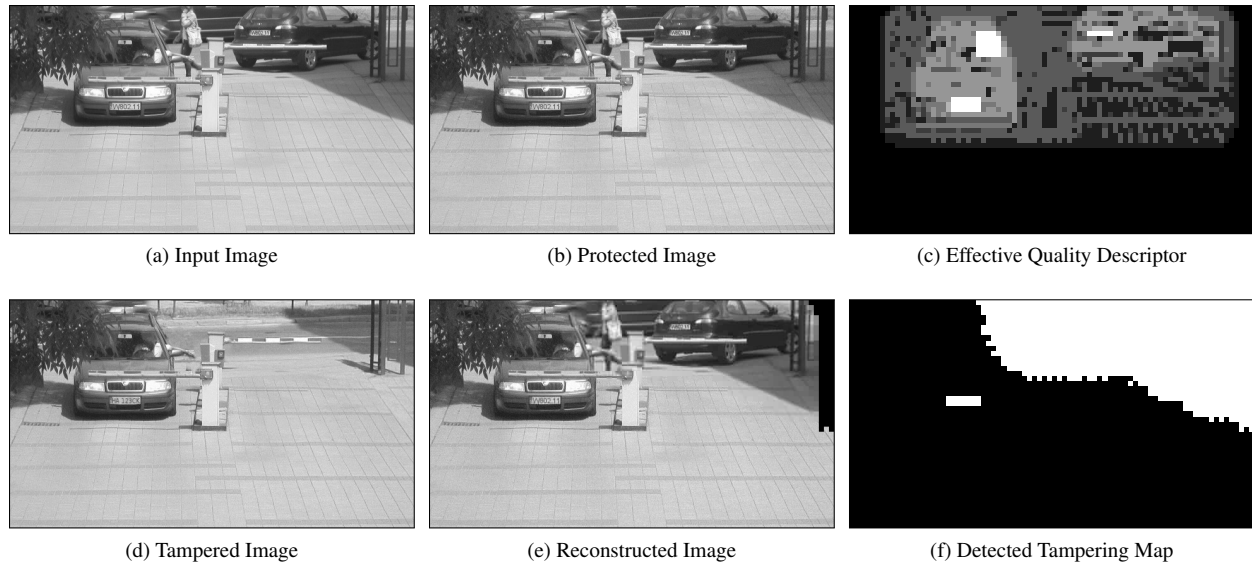 (a) Input Image
(b) Protected Image
(c) Effective Quality Descriptor
(d) Tampered Image
(e) Reconstructed Image
(f) Detected Tampering Map